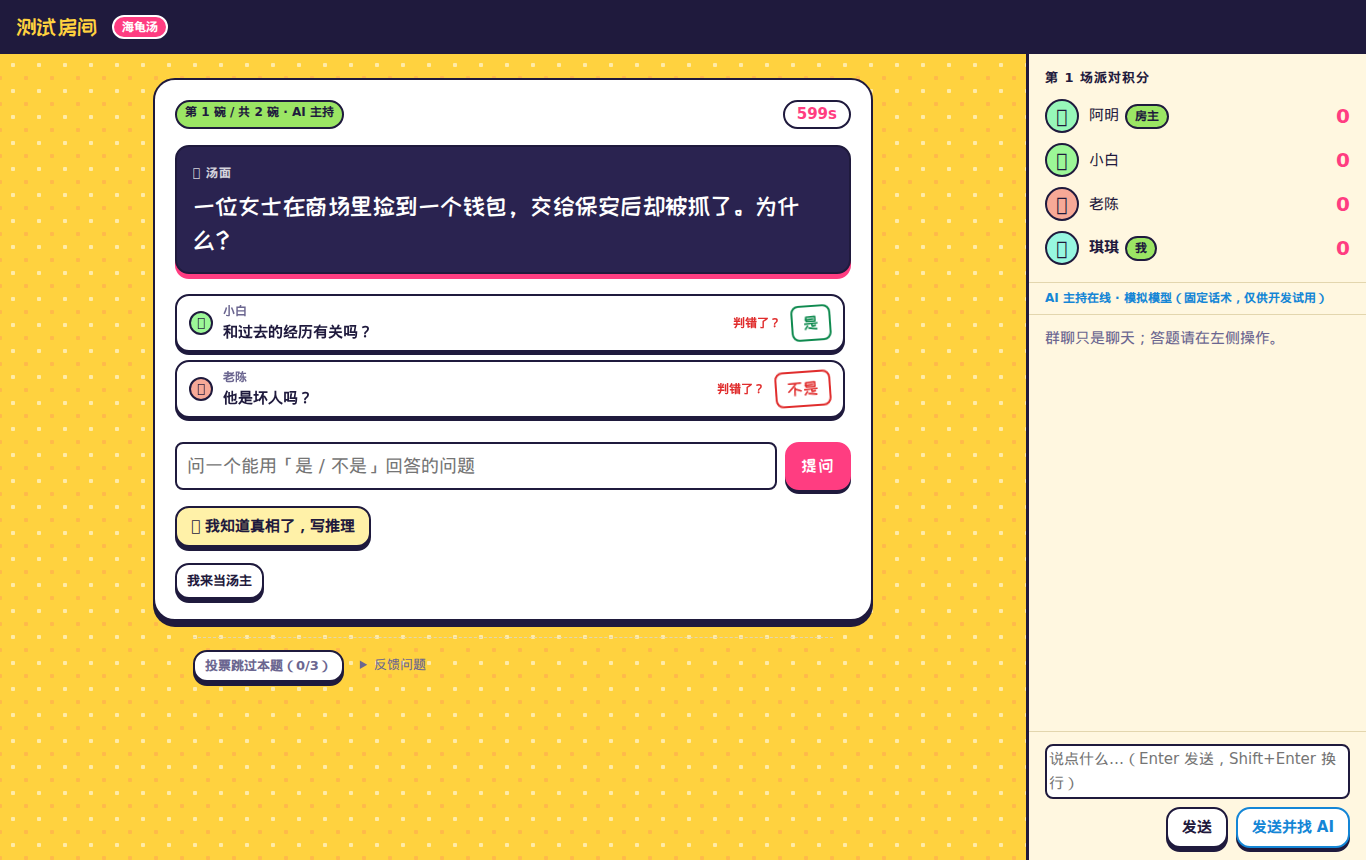 测试房间
海龟汤
第 1 碗 / 共 2 碗 · AI 主持
599s
汤面
一位女士在商场里捡到一个钱包，交给保安后却被抓了。为什
么？
小白
和过去的经历有关吗？
判错了？
是
老陈
他是坏人吗？
判错了？
不是
问一个能用「是 / 不是」回答的问题
提问
我知道真相了，写推理
我来当汤主
投票跳过本题（0/3）
▶ 反馈问题
第 1 场派对积分
阿明 房主 0
小白 0
老陈 0
琪琪 我 0
AI 主持在线 · 模拟模型（固定话术，仅供开发试用）
群聊只是聊天；答题请在左侧操作。
说点什么…（Enter 发送，Shift+Enter 换
行）
发送
发送并找 AI